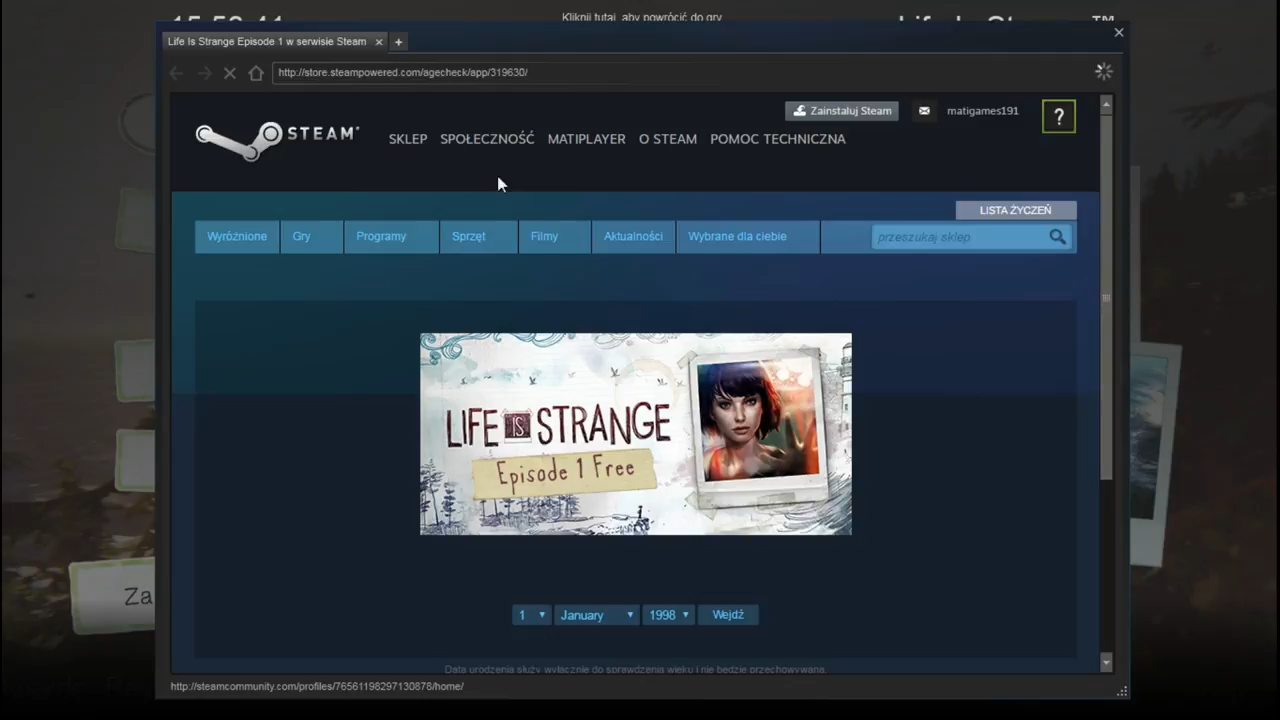 Kliknij tutaj, aby powrócić do gry
Life Is Strange Episode 1 w serwisie Steam
http://store.steampowered.com/agecheck/app/319630/
Zainstaluj Steam matigames191 ?
STEAM™
SKLEP SPOŁECZNOŚĆ MATIPLAYER O STEAM POMOC TECHNICZNA
LISTA ŻYCZEŃ
Wyróżnione Gry Programy Sprzęt Filmy Aktualności Wybrane dla ciebie przeszukaj sklep
LIFE IS STRANGE
Episode 1 Free
Za
1 January 1998 Wejdź
Data urodzenia służy wyłącznie do sprawdzenia wieku i nie będzie przechowywana.
http://steamcommunity.com/profiles/76561198297130878/home/